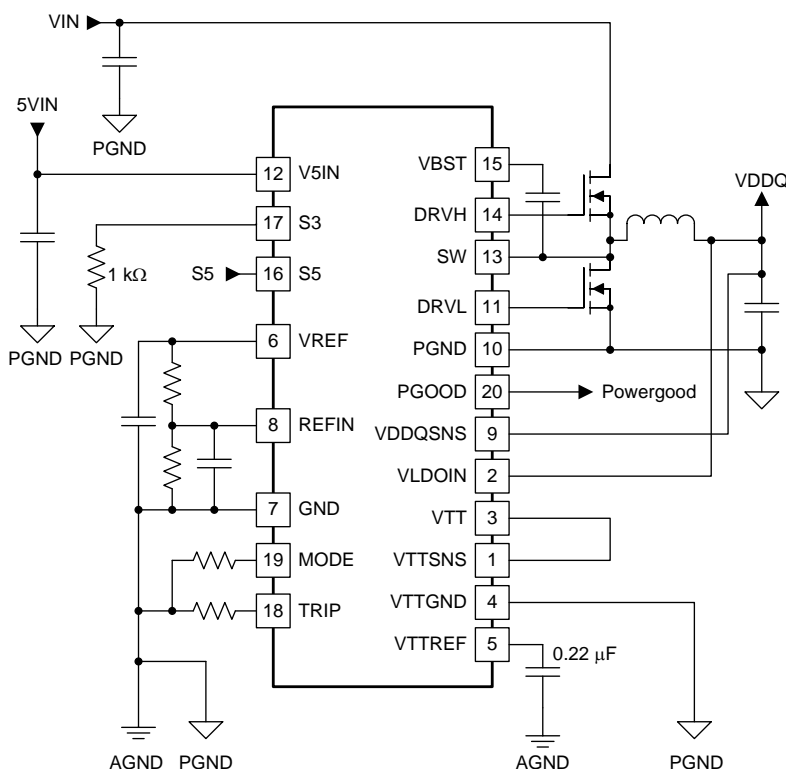 VIN
PGND
5VIN
12 V5IN
17 S3
1 kΩ
S5 16 S5
PGND PGND
6 VREF
8 REFIN
7 GND
19 MODE
18 TRIP
AGND PGND
VBST 15
DRVH 14
SW 13
DRVL 11
PGND 10
PGOOD 20 Powergood
VDDQSNS 9
VLDOIN 2
VTT 3
VTTSNS 1
VTTGND 4
VTTREF 5
0.22 µF
VDDQ
AGND PGND